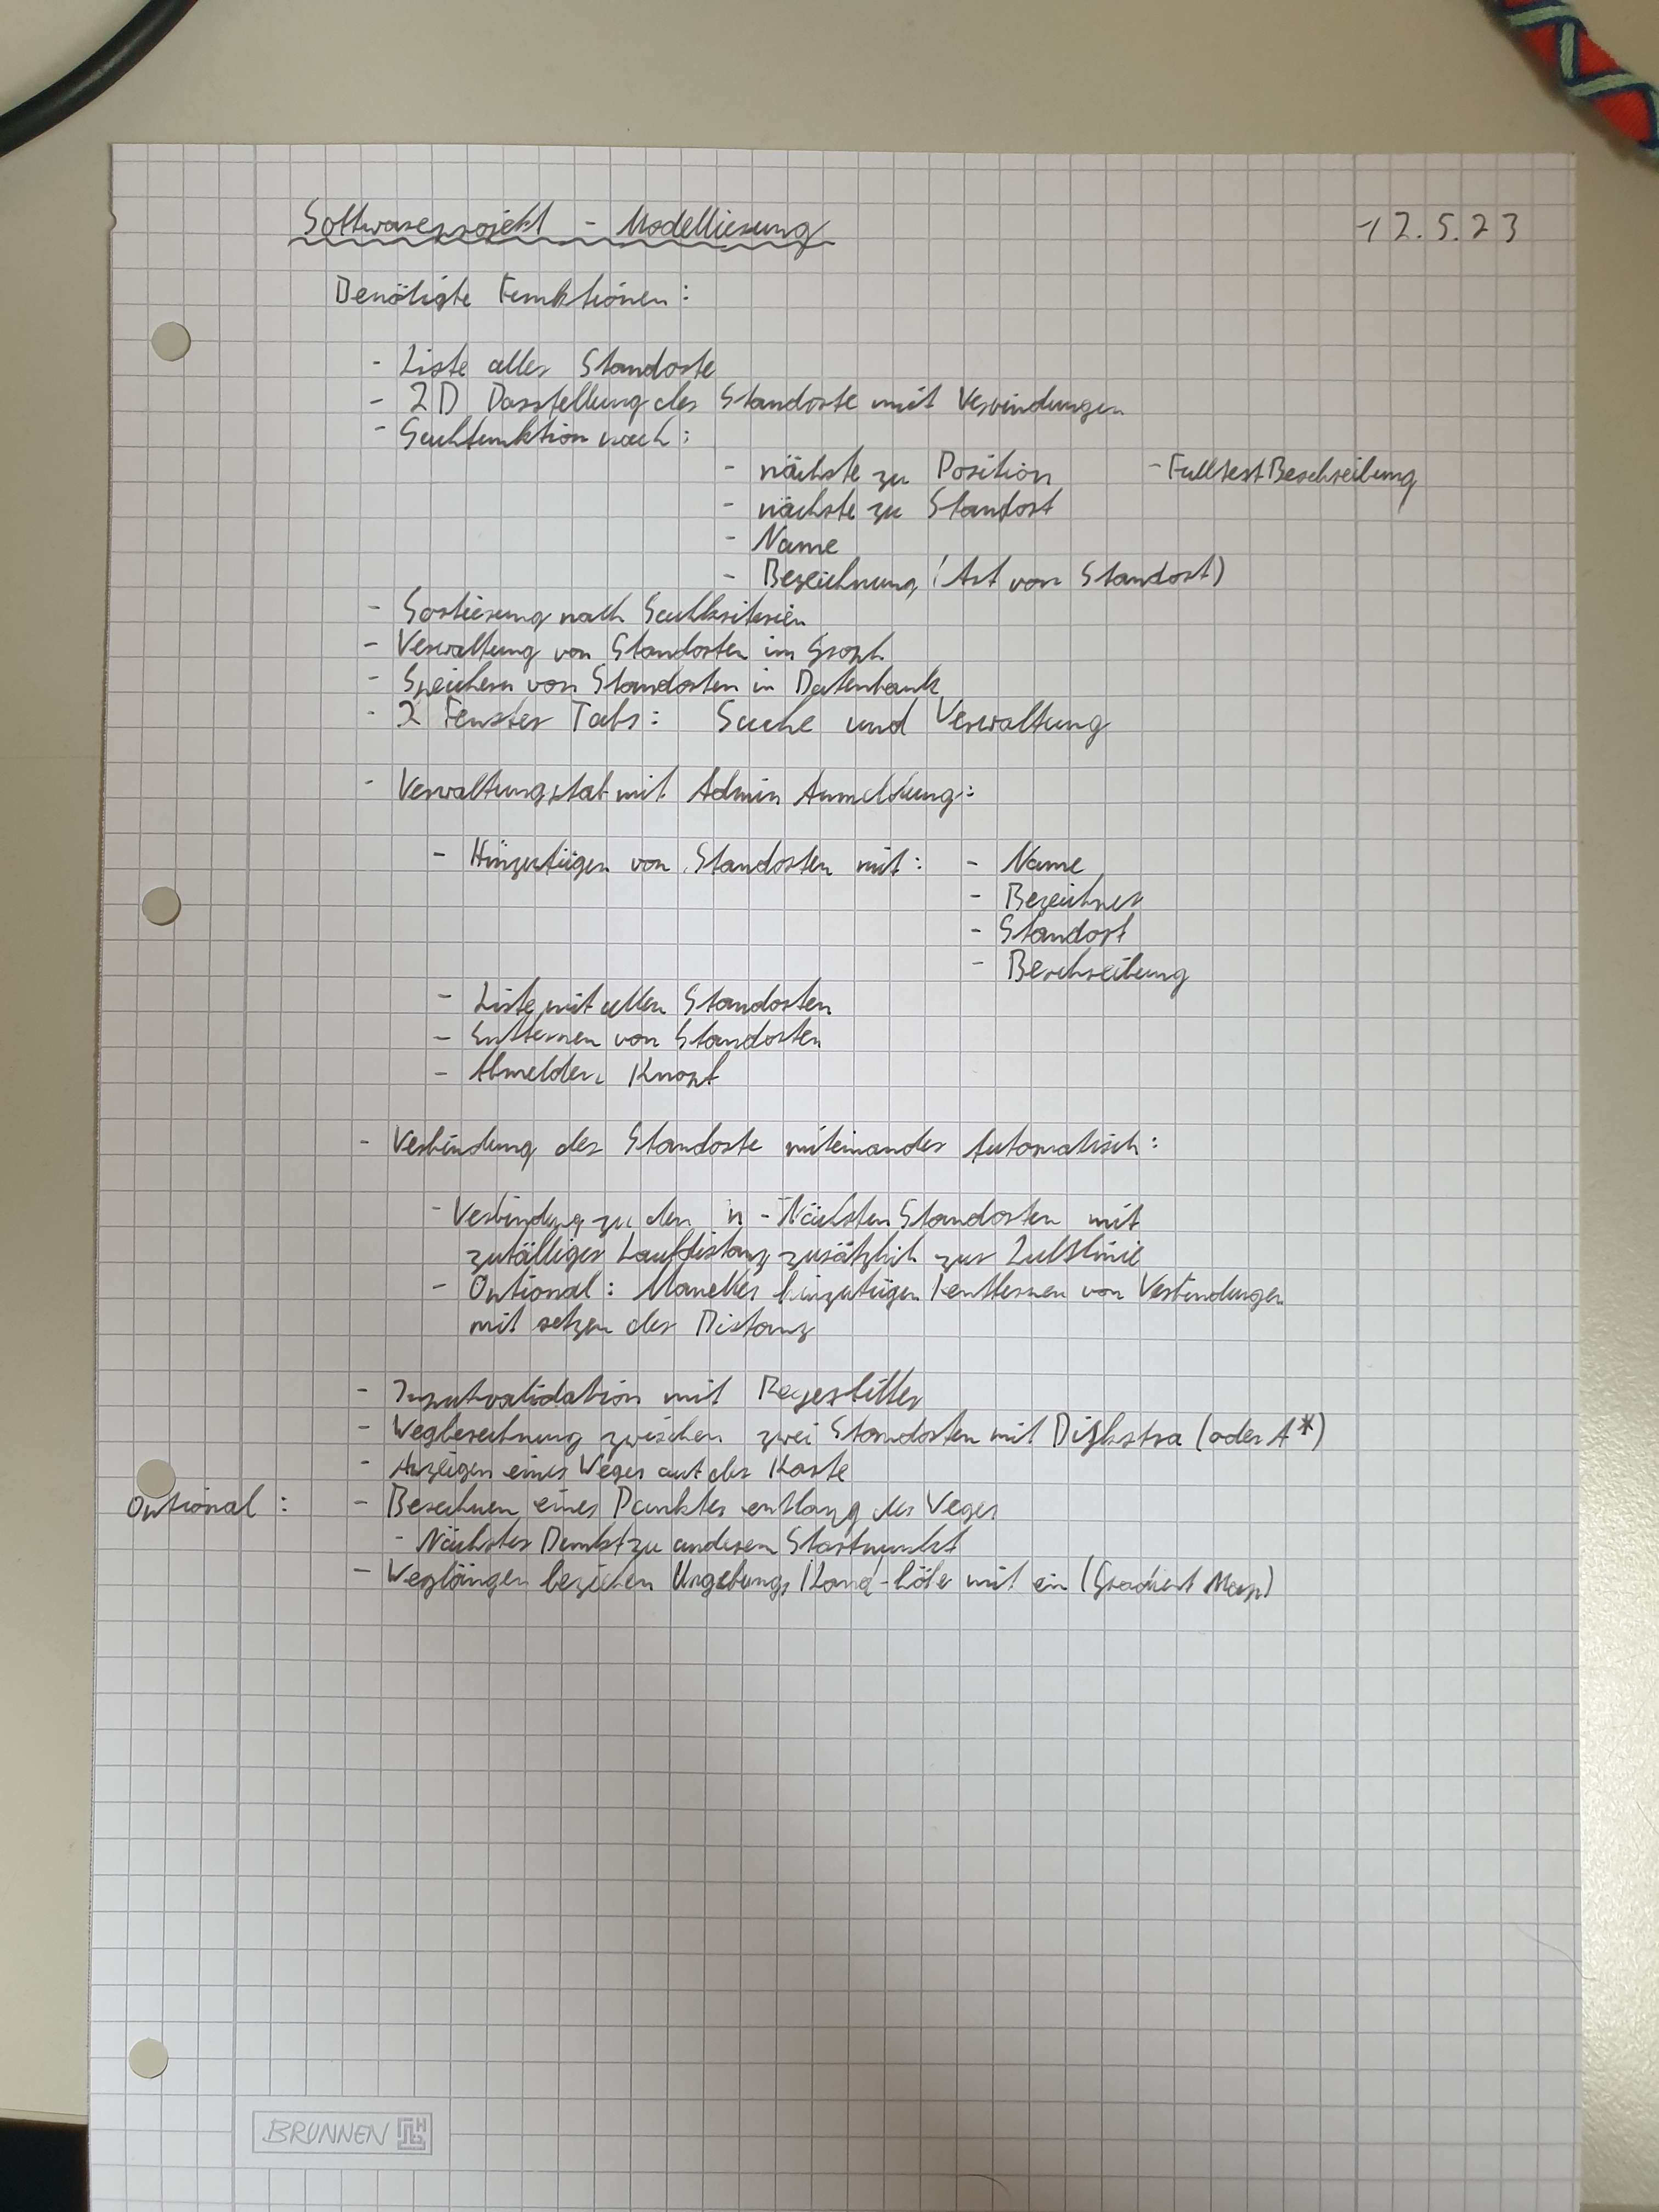 Softwareprojekt - Modellierung 12.5.23
Benötigte Funktionen:
- Liste aller Standorte
- 2D Darstellung der Standorte mit Verbindungen
- Suchfunktion nach:
- nächste zu Position - Fulltext Beschreibung
- nächste zu Standort
- Name
- Bezeichnung (Art von Standort)
- Sortierung nach Suchkriterien
- Verwaltung von Standorten im Graph
- Speichern von Standorten in Datenbank
- 2 Fenster Tabs: Suche und Verwaltung
- Verwaltungstab mit Admin Anmeldung:
- Hinzufügen von Standorten mit: - Name
- Bezeichner
- Standort
- Beschreibung
- Liste mit allen Standorten
- Entfernen von Standorten
- Abmelden Knopf
- Verbindung der Standorte miteinander Automatisch:
- Verbindung zu den n-Nächsten Standorten mit
zufälliger Laufdistanz zusätzlich zur Luftlinie
- Optional: hinzufügen / entfernen von Verbindungen
mit setzen der Distanz
- Inputvalidation mit Regexfilter
- Wegberechnung zwischen zwei Standorten mit Dijkstra (oder A*)
- Anzeigen eines Weges auf der Karte
Optional: - Berechnen eines Punktes entlang des Weges
- Nächster Punkt zu anderem Startpunkt
- Weglängen beziehen Umgebungs höhe mit ein (Gradient Map)
BRUNNEN